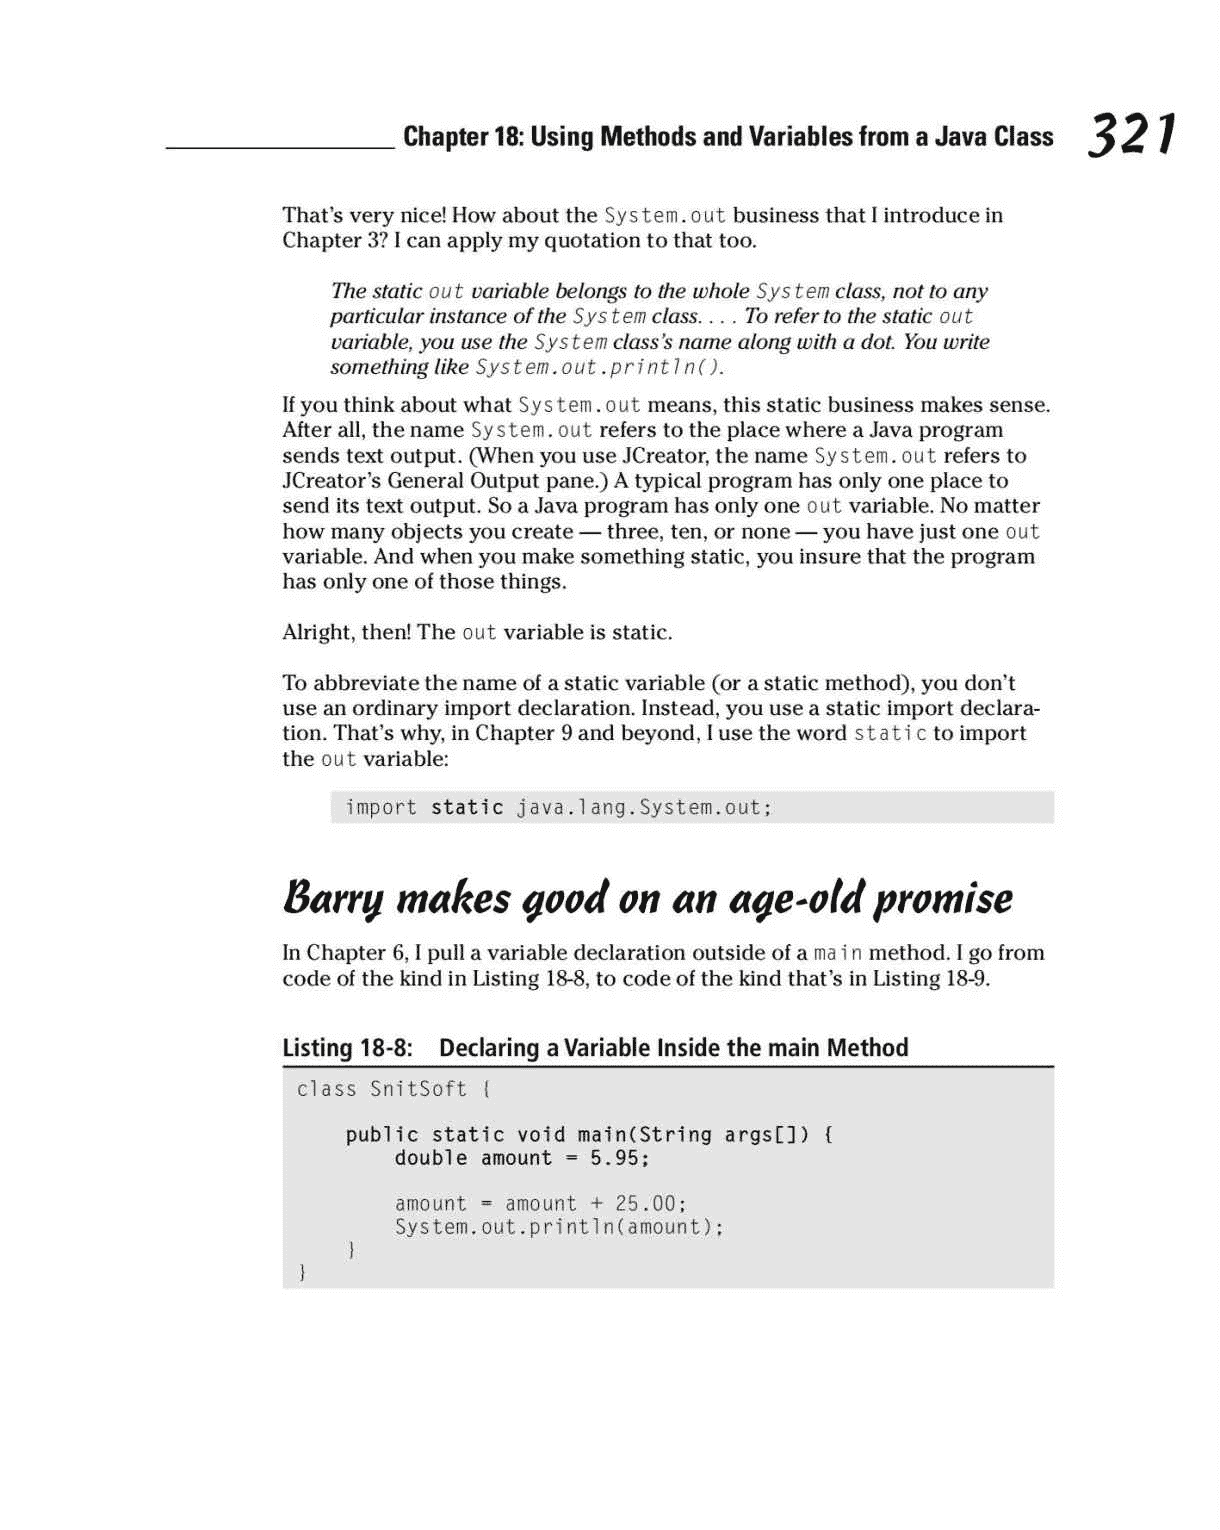 Chapter 18: Using Methods and Variables from a Java Class 321
That's very nice! How about the System.out business that I introduce in
Chapter 3? I can apply my quotation to that too.
The static out variable belongs to the whole System class, not to any
particular instance of the System class. . . . To refer to the static out
variable, you use the System class's name along with a dot. You write
something like System.out.println().
If you think about what System.out means, this static business makes sense.
After all, the name System.out refers to the place where a Java program
sends text output. (When you use JCreator, the name System.out refers to
JCreator's General Output pane.) A typical program has only one place to
send its text output. So a Java program has only one out variable. No matter
how many objects you create — three, ten, or none — you have just one out
variable. And when you make something static, you insure that the program
has only one of those things.
Alright, then! The out variable is static.
To abbreviate the name of a static variable (or a static method), you don't
use an ordinary import declaration. Instead, you use a static import declara-
tion. That's why, in Chapter 9 and beyond, I use the word static to import
the out variable:
import static java.lang.System.out;
Barry makes good on an age-old promise
In Chapter 6, I pull a variable declaration outside of a main method. I go from
code of the kind in Listing 18-8, to code of the kind that's in Listing 18-9.
Listing 18-8: Declaring a Variable Inside the main Method
class SnitSoft {
public static void main(String args[]) {
double amount = 5.95;
amount = amount + 25.00;
System.out.println(amount);
}
}